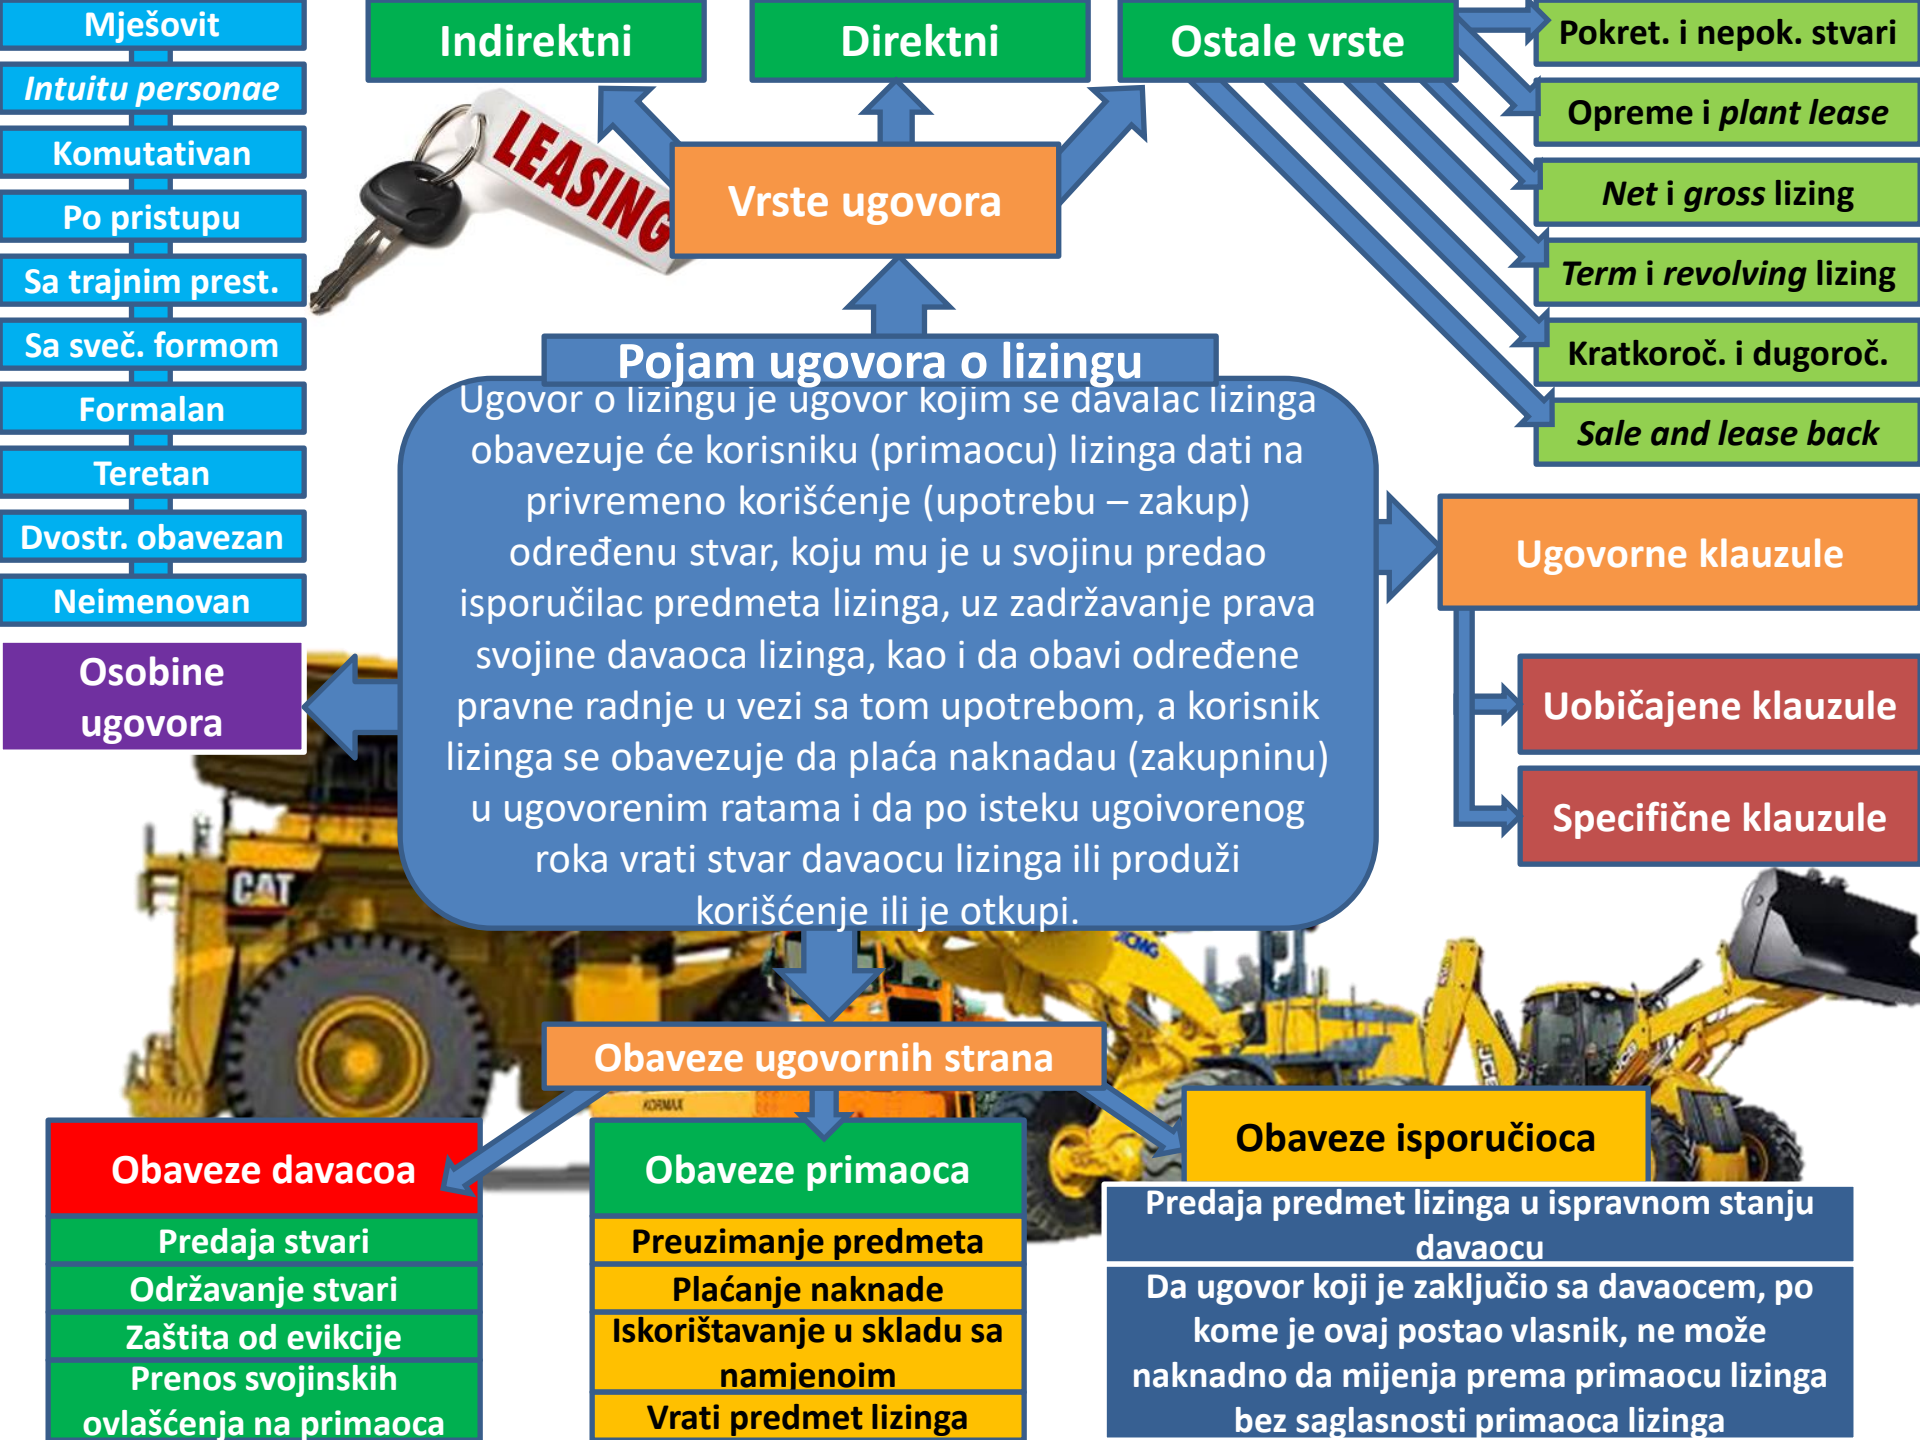 Mješovit
Intuitu personae
Komutativan
Po pristupu
Sa trajnim prest.
Sa sveč. formom
Formalan
Teretan
Dvostr. obavezan
Neimenovan
Osobine
ugovora
Indirektni
Direktni
Ostale vrste
LEASING
Vrste ugovora
Pokret. i nepok. stvari
Opreme i plant lease
Net i gross lizing
Term i revolving lizing
Kratkoroč. i dugoroč.
Sale and lease back
Pojam ugovora o lizingu
Ugovor o lizingu je ugovor kojim se davalac lizinga
obavezuje će korisniku (primaocu) lizinga dati na
privremeno korišćenje (upotrebu – zakup)
određenu stvar, koju mu je u svojinu predao
isporučilac predmeta lizinga, uz zadržavanje prava
svojine davaoca lizinga, kao i da obavi određene
pravne radnje u vezi sa tom upotrebom, a korisnik
lizinga se obavezuje da plaća naknadau (zakupninu)
u ugovorenim ratama i da po isteku ugoivorenog
roka vrati stvar davaocu lizinga ili produži
korišćenje ili je otkupi.
Ugovorne klauzule
Uobičajene klauzule
Specifične klauzule
CAT
XCMG
JCB
KORMAX
Obaveze ugovornih strana
Obaveze davacoa
Predaja stvari
Održavanje stvari
Zaštita od evikcije
Prenos svojinskih
ovlašćenja na primaoca
Obaveze primaoca
Preuzimanje predmeta
Plaćanje naknade
Iskorištavanje u skladu sa
namjenoim
Vrati predmet lizinga
Obaveze isporučioca
Predaja predmet lizinga u ispravnom stanju
davaocu
Da ugovor koji je zaključio sa davaocem, po
kome je ovaj postao vlasnik, ne može
naknadno da mijenja prema primaocu lizinga
bez saglasnosti primaoca lizinga